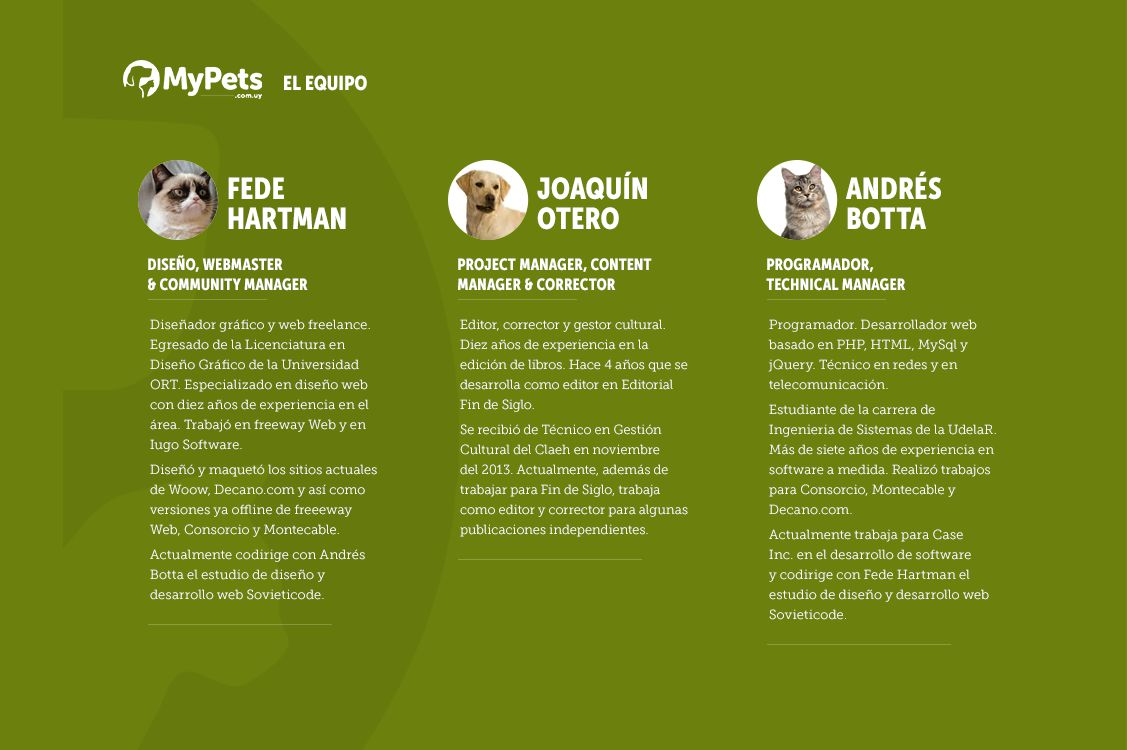 MyPets
.com.uy
EL EQUIPO
FEDE
HARTMAN
DISEÑO, WEBMASTER
& COMMUNITY MANAGER
Diseñador gráfico y web freelance.
Egresado de la Licenciatura en
Diseño Gráfico de la Universidad
ORT. Especializado en diseño web
con diez años de experiencia en el
área. Trabajó en freeway Web y en
Iugo Software.
Diseñó y maquetó los sitios actuales
de Woow, Decano.com y así como
versiones ya offline de freeeway
Web, Consorcio y Montecable.
Actualmente codirige con Andrés
Botta el estudio de diseño y
desarrollo web Sovieticode.
JOAQUÍN
OTERO
PROJECT MANAGER, CONTENT
MANAGER & CORRECTOR
Editor, corrector y gestor cultural.
Diez años de experiencia en la
edición de libros. Hace 4 años que se
desarrolla como editor en Editorial
Fin de Siglo.
Se recibió de Técnico en Gestión
Cultural del Claeh en noviembre
del 2013. Actualmente, además de
trabajar para Fin de Siglo, trabaja
como editor y corrector para algunas
publicaciones independientes.
ANDRÉS
BOTTA
PROGRAMADOR,
TECHNICAL MANAGER
Programador. Desarrollador web
basado en PHP, HTML, MySql y
jQuery. Técnico en redes y en
telecomunicación.
Estudiante de la carrera de
Ingenieria de Sistemas de la UdelaR.
Más de siete años de experiencia en
software a medida. Realizó trabajos
para Consorcio, Montecable y
Decano.com.
Actualmente trabaja para Case
Inc. en el desarrollo de software
y codirige con Fede Hartman el
estudio de diseño y desarrollo web
Sovieticode.